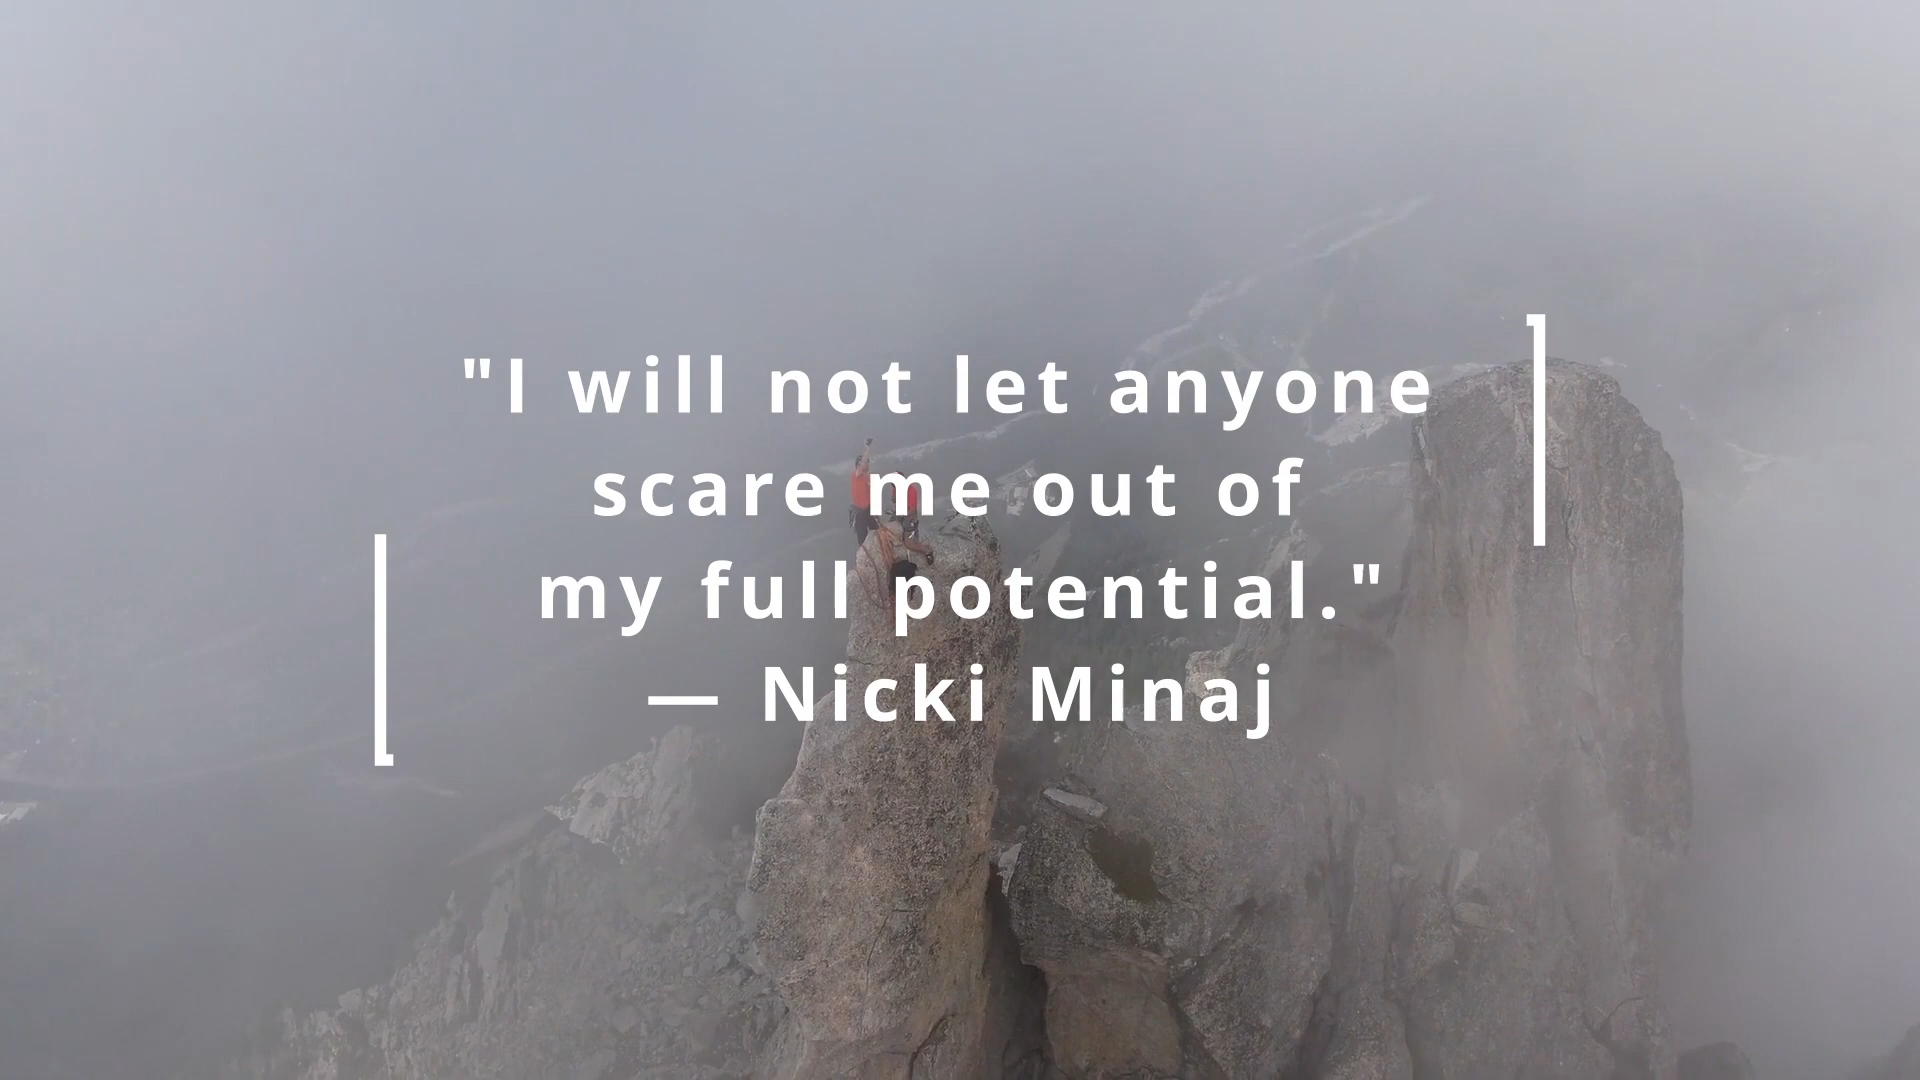 "I will not let anyone
scare me out of
my full potential."
— Nicki Minaj